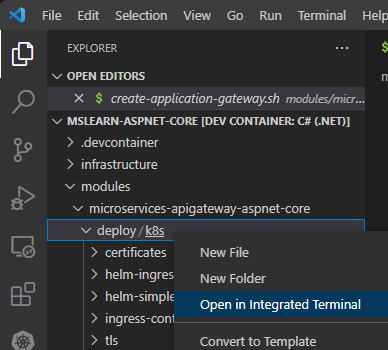 File Edit Selection View Go Run Terminal Help
EXPLORER
OPEN EDITORS
$ create-application-gateway.sh modules/micr...
MSLEARN-ASPNET-CORE [DEV CONTAINER: C# (.NET)]
.devcontainer
infrastructure
modules
microservices-apigateway-aspnet-core
deploy / k8s
certificates
New File
helm-ingre
New Folder
helm-simple
Open in Integrated Terminal
ingress-cont
tls
Convert to Template